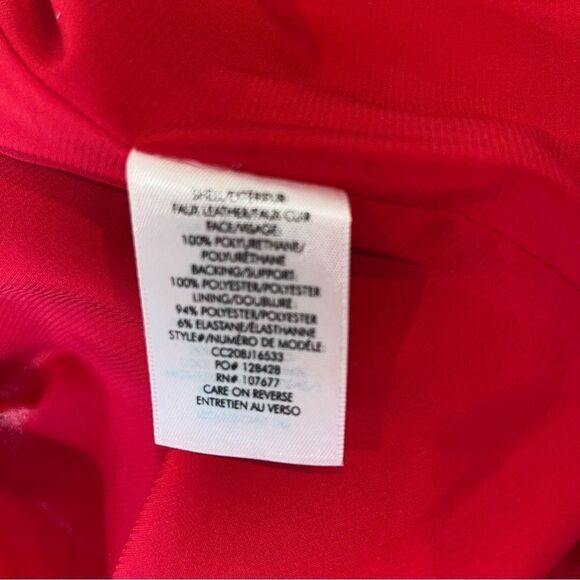 SHELL/EXTÉRIEUR
FAUX LEATHER/FAUX CUIR
FACE/VISAGE:
100% POLYURETHANE/
POLYURÉTHANE
BACKING/SUPPORT:
100% POLYESTER/POLYESTER
LINING/DOUBLURE:
94% POLYESTER/POLYESTER
6% ELASTANE/ÉLASTHANNE
STYLE#/NUMÉRO DE MODÈLE:
CC20BJ16533
PO# 128428
RN# 107677
CARE ON REVERSE
ENTRETIEN AU VERSO